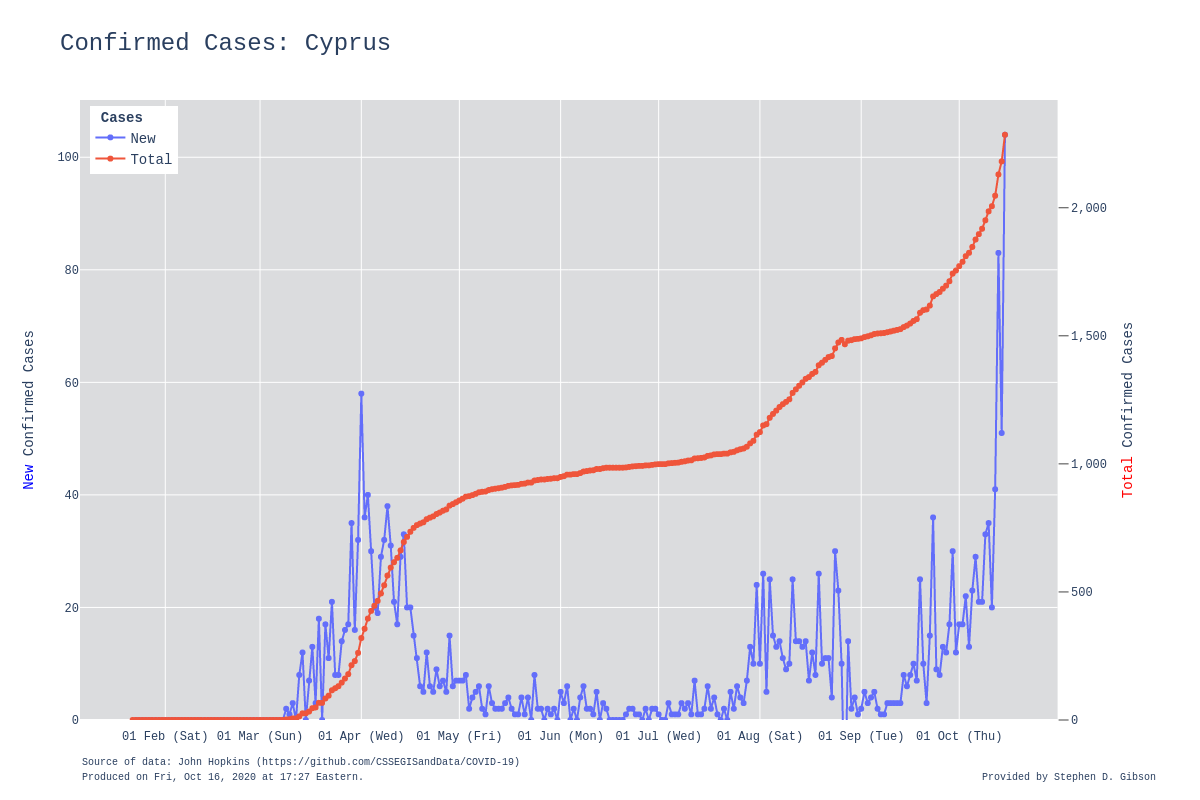 Confirmed Cases: Cyprus
Cases
New
Total
100
80
60
40
20
0
2,000
1,500
1,000
500
0
New Confirmed Cases
Total Confirmed Cases
01 Feb (Sat) 01 Mar (Sun) 01 Apr (Wed) 01 May (Fri) 01 Jun (Mon) 01 Jul (Wed) 01 Aug (Sat) 01 Sep (Tue) 01 Oct (Thu)
Source of data: John Hopkins (https://github.com/CSSEGISandData/COVID-19)
Produced on Fri, Oct 16, 2020 at 17:27 Eastern.
Provided by Stephen D. Gibson